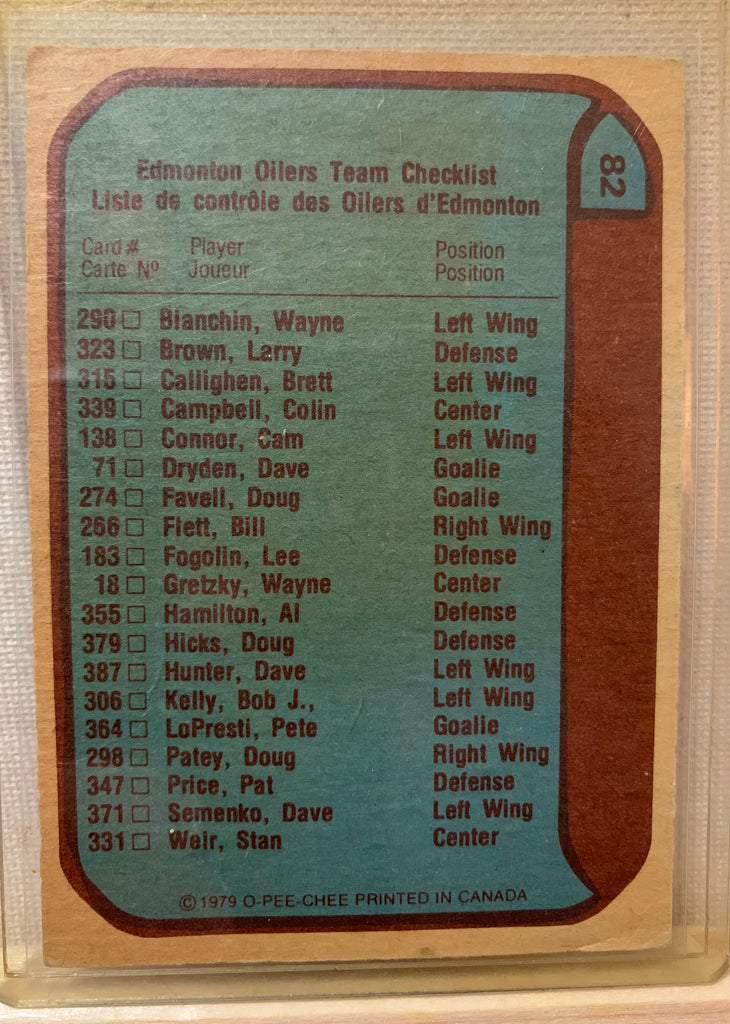 82
Edmonton Oilers Team Checklist
Liste de contrôle des Oilers d'Edmonton
Card # Player Position
Carte Nº Joueur Position
290 □ Bianchin, Wayne Left Wing
323 □ Brown, Larry Defense
315 □ Callighen, Brett Left Wing
339 □ Campbell, Colin Center
138 □ Connor, Cam Left Wing
71 □ Dryden, Dave Goalie
274 □ Favell, Doug Goalie
266 □ Flett, Bill Right Wing
183 □ Fogolin, Lee Defense
18 □ Gretzky, Wayne Center
355 □ Hamilton, Al Defense
379 □ Hicks, Doug Defense
387 □ Hunter, Dave Left Wing
306 □ Kelly, Bob J., Left Wing
364 □ LoPresti, Pete Goalie
298 □ Patey, Doug Right Wing
347 □ Price, Pat Defense
371 □ Semenko, Dave Left Wing
331 □ Weir, Stan Center
©1979 O-PEE-CHEE PRINTED IN CANADA